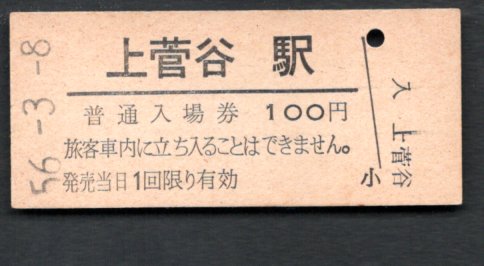 56.-3.-8
上菅谷 駅
普通入場券 100円
旅客車内に立ち入ることはできません。
発売当日1回限り有効
入 上菅谷
小